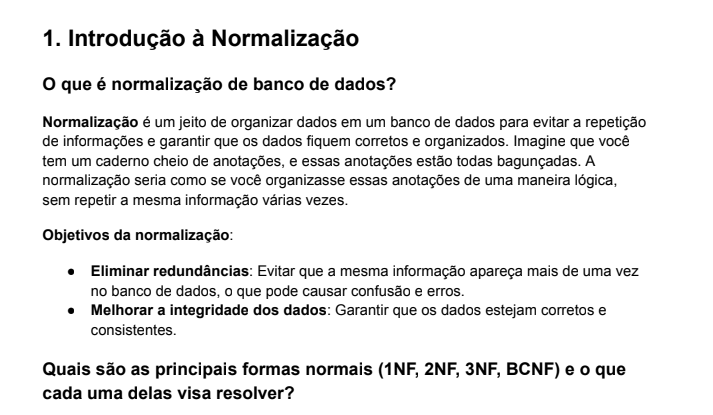 1. Introdução à Normalização
O que é normalização de banco de dados?
Normalização é um jeito de organizar dados em um banco de dados para evitar a repetição
de informações e garantir que os dados fiquem corretos e organizados. Imagine que você
tem um caderno cheio de anotações, e essas anotações estão todas bagunçadas. A
normalização seria como se você organizasse essas anotações de uma maneira lógica,
sem repetir a mesma informação várias vezes.
Objetivos da normalização:
● Eliminar redundâncias: Evitar que a mesma informação apareça mais de uma vez
no banco de dados, o que pode causar confusão e erros.
● Melhorar a integridade dos dados: Garantir que os dados estejam corretos e
consistentes.
Quais são as principais formas normais (1NF, 2NF, 3NF, BCNF) e o que
cada uma delas visa resolver?